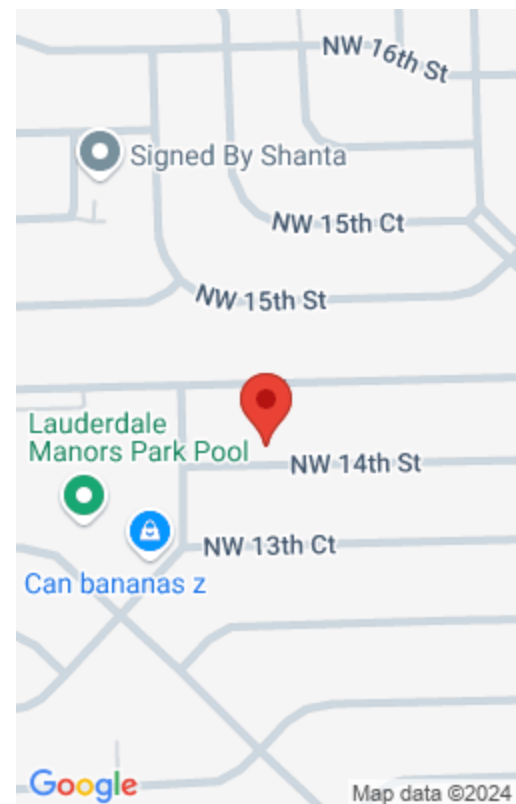 NW 16th St
Signed By Shanta
NW 15th Ct
NW 15th St
Lauderdale
Manors Park Pool
NW 14th St
NW 13th Ct
Can bananas z
Google
Map data ©2024